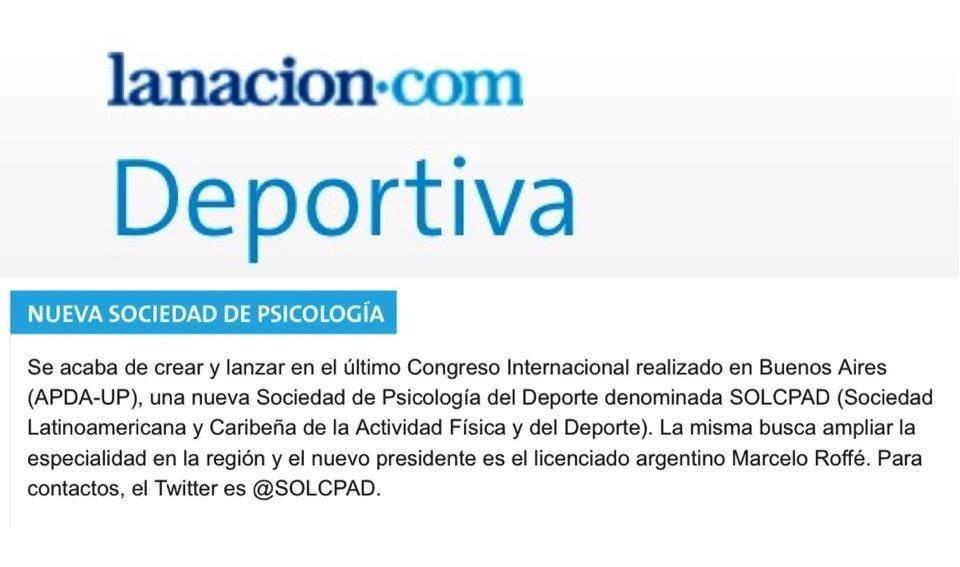 lanacion.com
Deportiva
NUEVA SOCIEDAD DE PSICOLOGÍA
Se acaba de crear y lanzar en el último Congreso Internacional realizado en Buenos Aires
(APDA-UP), una nueva Sociedad de Psicología del Deporte denominada SOLCPAD (Sociedad
Latinoamericana y Caribeña de la Actividad Física y del Deporte). La misma busca ampliar la
especialidad en la región y el nuevo presidente es el licenciado argentino Marcelo Roffé. Para
contactos, el Twitter es @SOLCPAD.